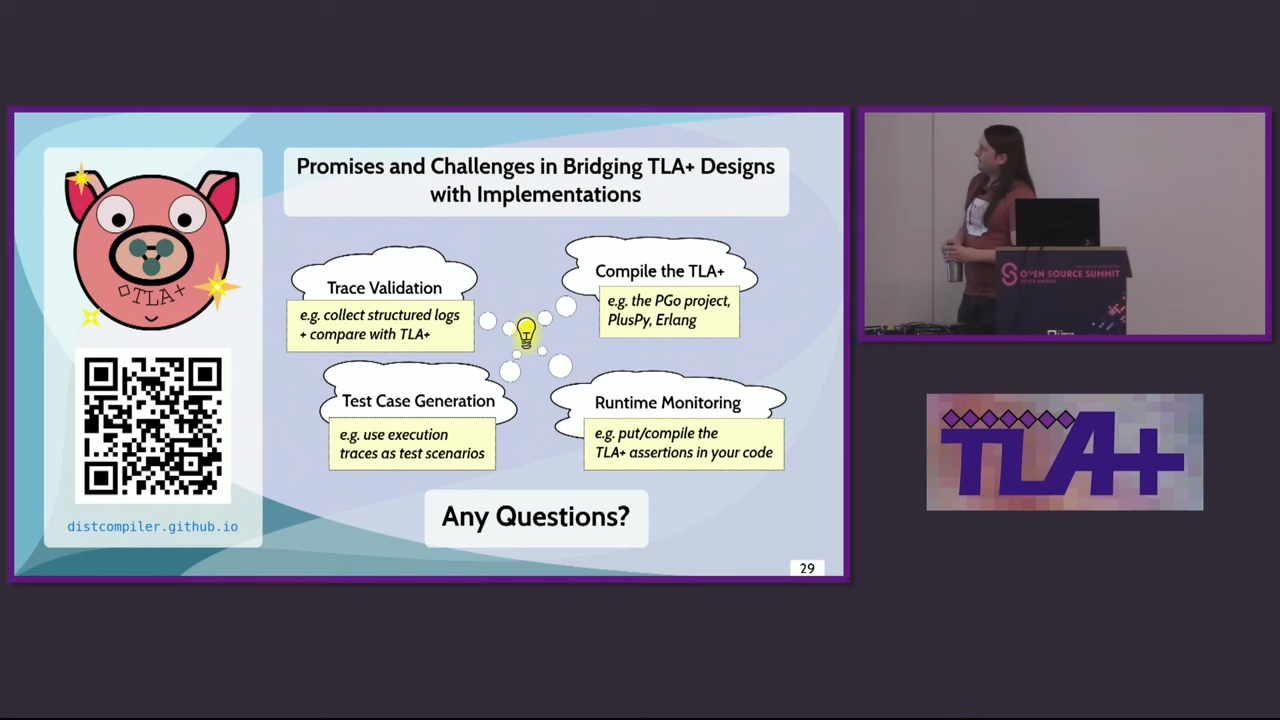 Promises and Challenges in Bridging TLA+ Designs
with Implementations
□TLA+
Trace Validation
e.g. collect structured logs
+ compare with TLA+
Compile the TLA+
e.g. the PGo project,
PlusPy, Erlang
Test Case Generation
e.g. use execution
traces as test scenarios
Runtime Monitoring
e.g. put/compile the
TLA+ assertions in your code
distcompiler.github.io
Any Questions?
29
OPEN SOURCE SUMMIT
TLA+